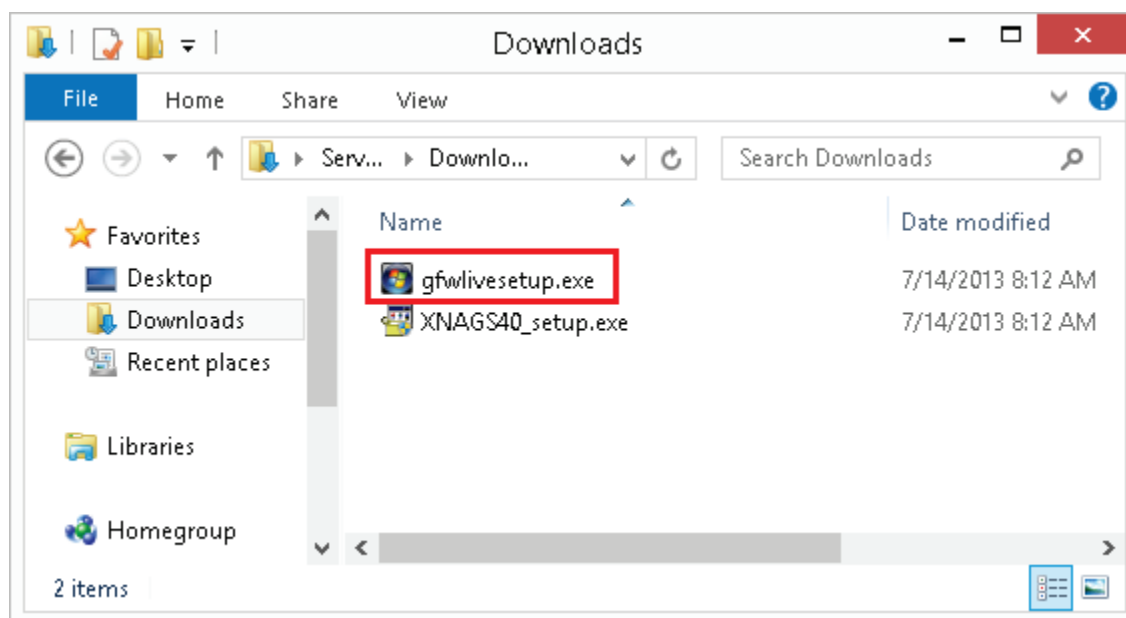 Downloads
File Home Share View
Serv... Downlo... Search Downloads
Name Date modified
Favorites
Desktop
Downloads
Recent places
Libraries
Homegroup
gfwlivesetup.exe 7/14/2013 8:12 AM
XNAGS40_setup.exe 7/14/2013 8:12 AM
2 items